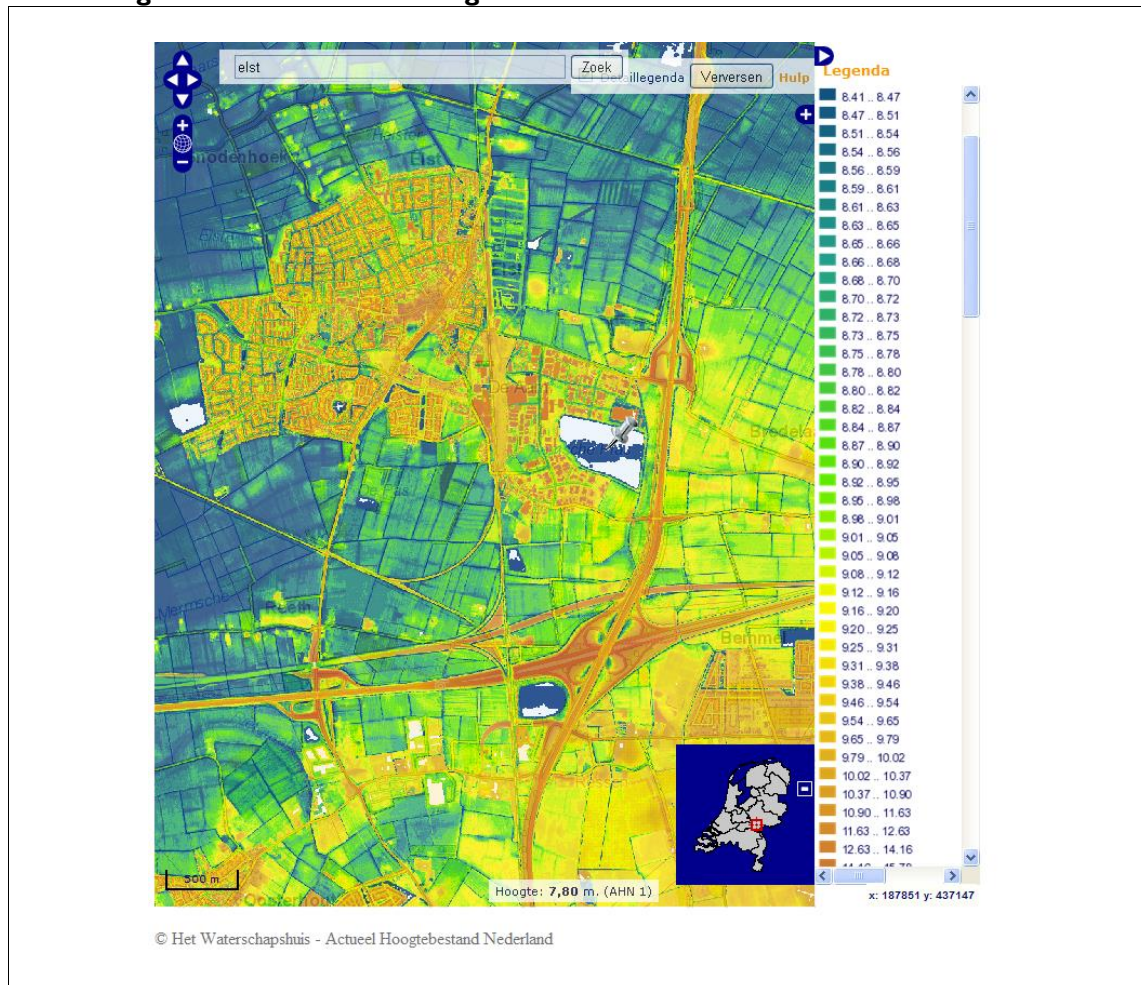 elst
Zoek
Detaillegenda
Verversen
Hulp
Legenda
8.41 .. 8.47
8.47 .. 8.51
8.51 .. 8.54
8.54 .. 8.56
8.56 .. 8.59
8.59 .. 8.61
8.61 .. 8.63
8.63 .. 8.65
8.65 .. 8.66
8.66 .. 8.68
8.68 .. 8.70
8.70 .. 8.72
8.72 .. 8.73
8.73 .. 8.75
8.75 .. 8.78
8.78 .. 8.80
8.80 .. 8.82
8.82 .. 8.84
8.84 .. 8.87
8.87 .. 8.90
8.90 .. 8.92
8.92 .. 8.95
8.95 .. 8.98
8.98 .. 9.01
9.01 .. 9.05
9.05 .. 9.08
9.08 .. 9.12
9.12 .. 9.16
9.16 .. 9.20
9.20 .. 9.25
9.25 .. 9.31
9.31 .. 9.38
9.38 .. 9.46
9.46 .. 9.54
9.54 .. 9.65
9.65 .. 9.79
9.79 .. 10.02
10.02 .. 10.37
10.37 .. 10.90
10.90 .. 11.63
11.63 .. 12.63
12.63 .. 14.16
Elst
Reeth
Bemmel
500 m
Hoogte: 7,80 m. (AHN 1)
x: 187851 y: 437147
© Het Waterschapshuis - Actueel Hoogtebestand Nederland